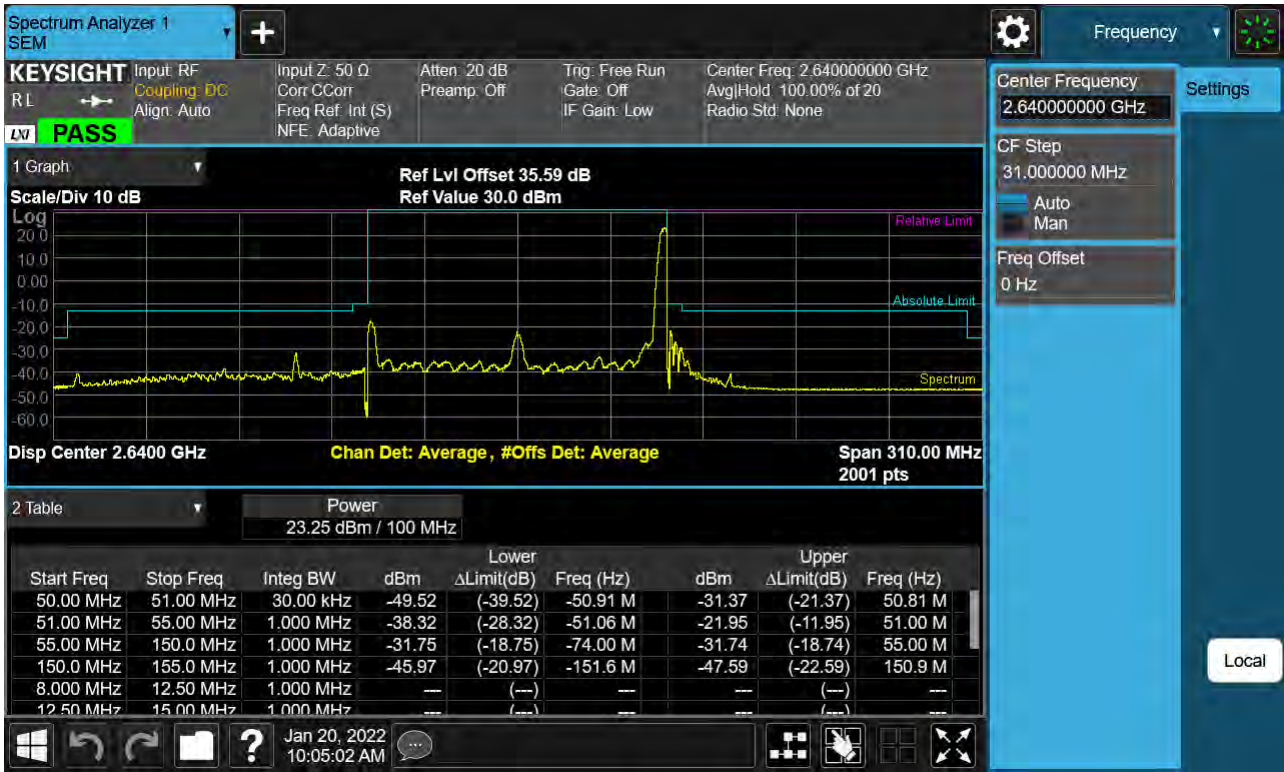 Spectrum Analyzer 1
SEM
Frequency
KEYSIGHT
R L
LXI PASS
Input: RF
Coupling: DC
Align: Auto
Input Z: 50 Ω
Corr CCorr
Freq Ref: Int (S)
NFE: Adaptive
Atten: 20 dB
Preamp: Off
Trig: Free Run
Gate: Off
IF Gain: Low
Center Freq: 2.640000000 GHz
Avg|Hold: 100.00% of 20
Radio Std: None
Center Frequency
2.640000000 GHz
Settings
CF Step
31.000000 MHz
Auto
Man
Freq Offset
0 Hz
Local
1 Graph
Scale/Div 10 dB
Ref Lvl Offset 35.59 dB
Ref Value 30.0 dBm
Log
20.0
10.0
0.00
-10.0
-20.0
-30.0
-40.0
-50.0
-60.0
Relative Limit
Absolute Limit
Spectrum
Disp Center 2.6400 GHz
Chan Det: Average, #Offs Det: Average
Span 310.00 MHz
2001 pts
2 Table
Power
23.25 dBm / 100 MHz
Lower Upper
Start Freq Stop Freq Integ BW dBm ΔLimit(dB) Freq (Hz) dBm ΔLimit(dB) Freq (Hz)
50.00 MHz 51.00 MHz 30.00 kHz -49.52 (-39.52) -50.91 M -31.37 (-21.37) 50.81 M
51.00 MHz 55.00 MHz 1.000 MHz -38.32 (-28.32) -51.06 M -21.95 (-11.95) 51.00 M
55.00 MHz 150.0 MHz 1.000 MHz -31.75 (-18.75) -74.00 M -31.74 (-18.74) 55.00 M
150.0 MHz 155.0 MHz 1.000 MHz -45.97 (-20.97) -151.6 M -47.59 (-22.59) 150.9 M
8.000 MHz 12.50 MHz 1.000 MHz --- (---) --- --- (---) ---
12.50 MHz 15.00 MHz 1.000 MHz --- (---) --- --- (---) ---
Jan 20, 2022
10:05:02 AM